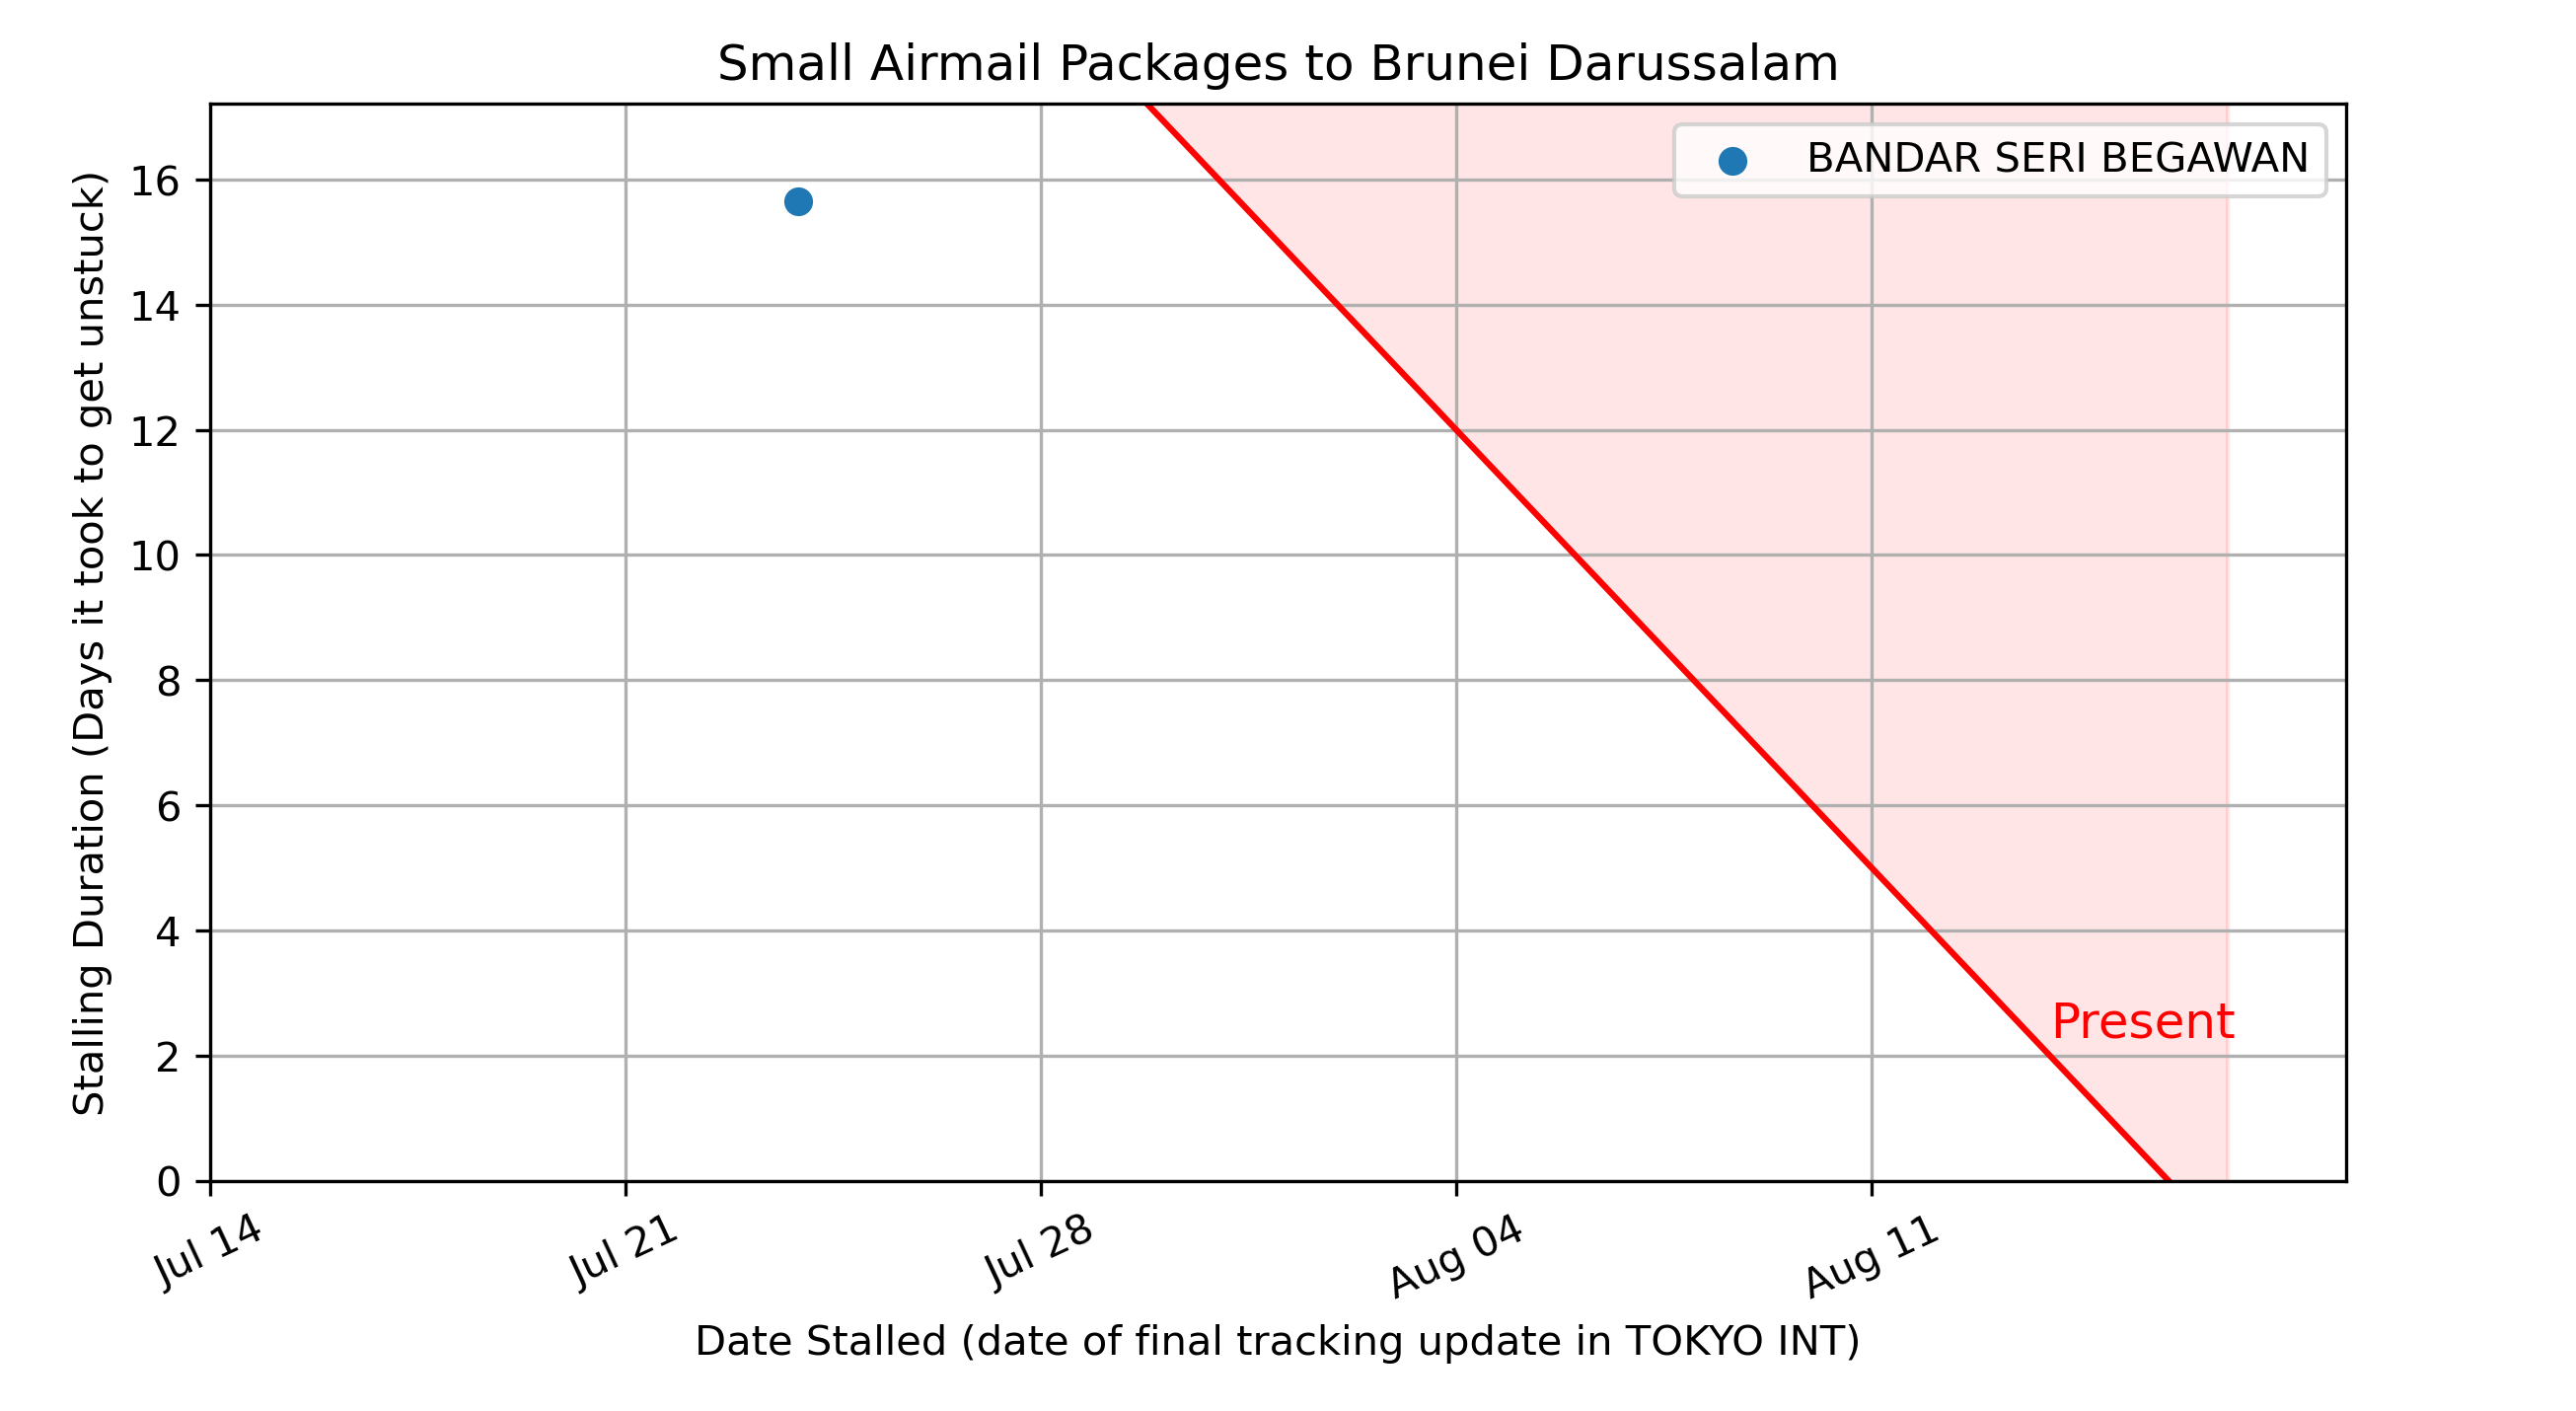 Small Airmail Packages to Brunei Darussalam
BANDAR SERI BEGAWAN
Stalling Duration (Days it took to get unstuck)
16
14
12
10
8
6
4
2
0
Present
Jul 14
Jul 21
Jul 28
Aug 04
Aug 11
Date Stalled (date of final tracking update in TOKYO INT)